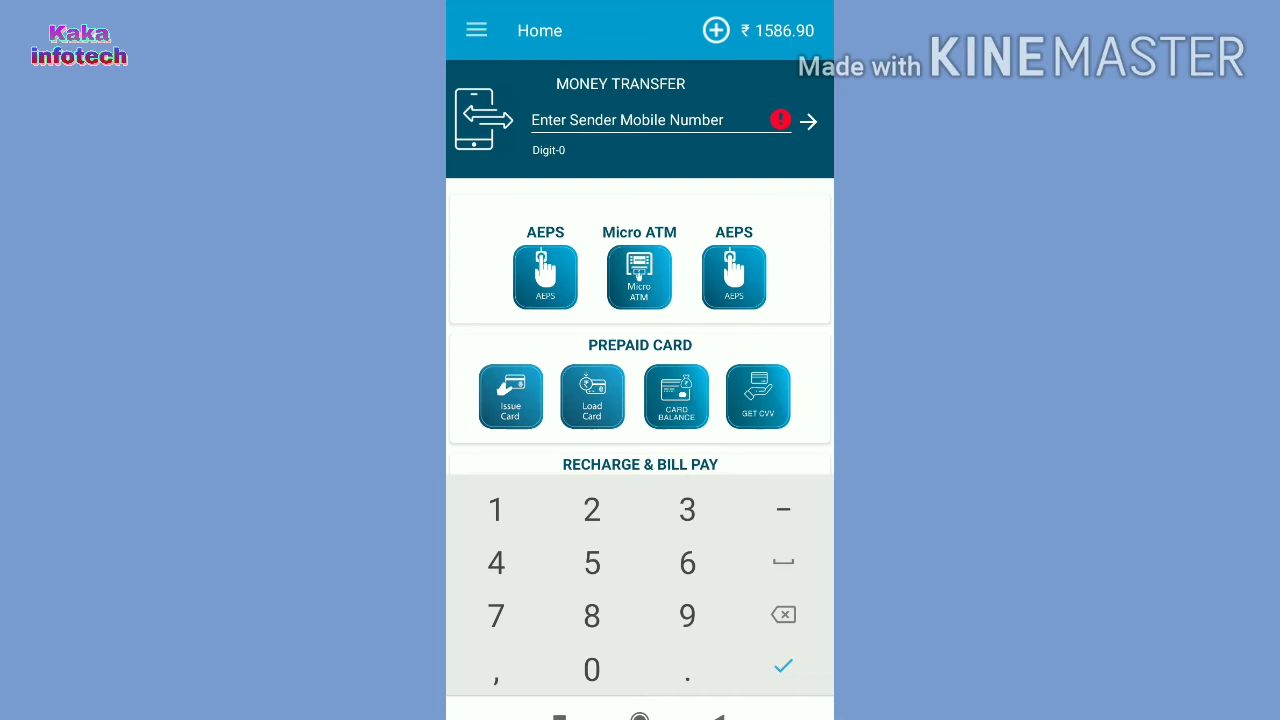 Kaka
infotech
Home
₹ 1586.90
Made with KINEMASTER
MONEY TRANSFER
Enter Sender Mobile Number
Digit-0
AEPS Micro ATM AEPS
AEPS Micro ATM AEPS
PREPAID CARD
Issue Card Load Card CARD BALANCE GET CVV
RECHARGE & BILL PAY
1 2 3 -
4 5 6
7 8 9
, 0 .